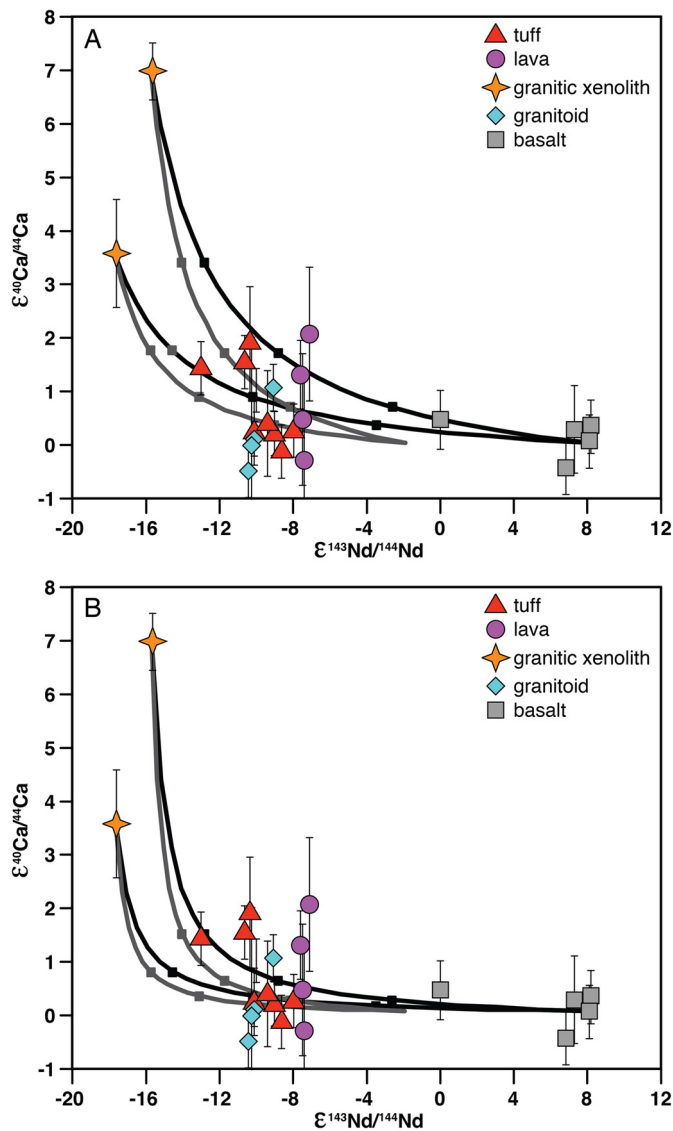 A
8
7
6
5
4
3
2
1
0
-1
tuff
lava
granitic xenolith
granitoid
basalt
ε⁴⁰Ca/⁴⁴Ca
-20 -16 -12 -8 -4 0 4 8 12
ε¹⁴³Nd/¹⁴⁴Nd
B
8
7
6
5
4
3
2
1
0
-1
tuff
lava
granitic xenolith
granitoid
basalt
ε⁴⁰Ca/⁴⁴Ca
-20 -16 -12 -8 -4 0 4 8 12
ε¹⁴³Nd/¹⁴⁴Nd